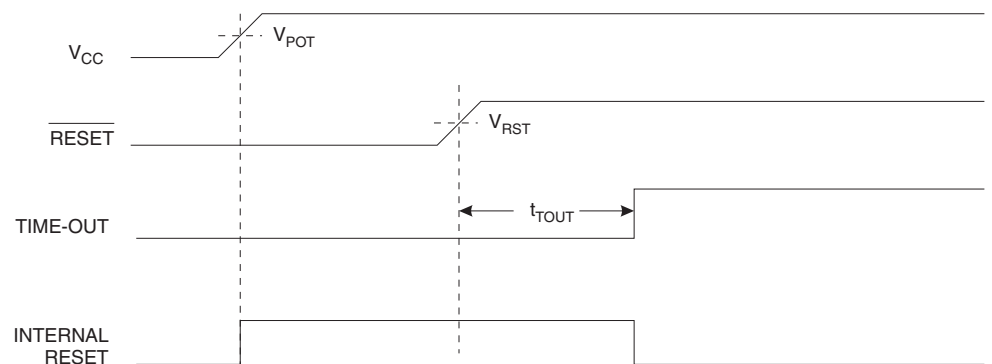 V_CC
V_POT
RESET
V_RST
TIME-OUT
t_TOUT
INTERNAL
RESET